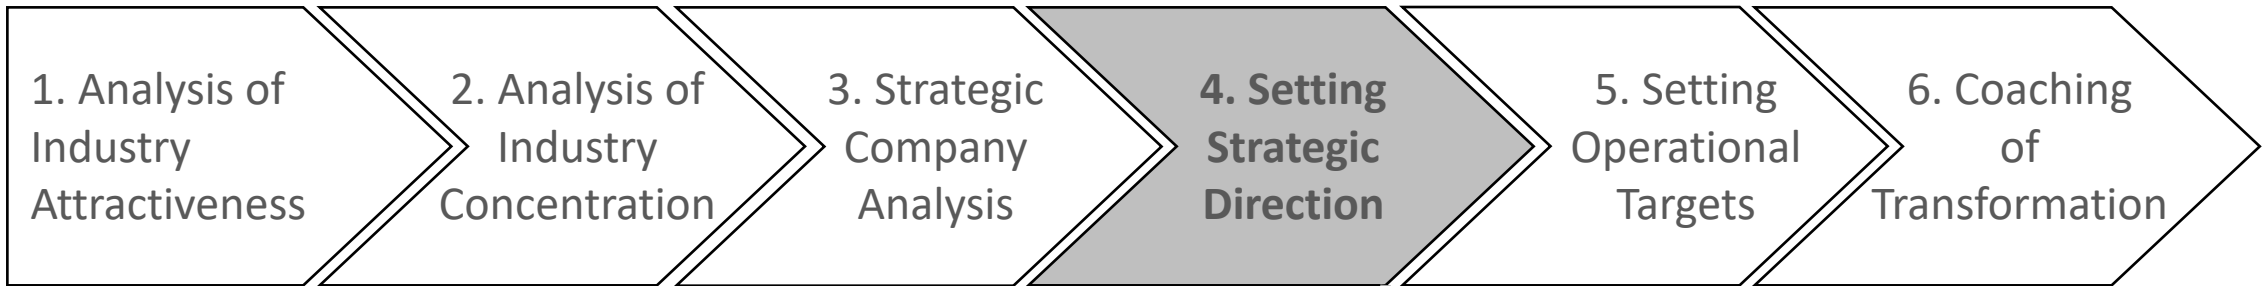 1. Analysis of
Industry
Attractiveness
2. Analysis of
Industry
Concentration
3. Strategic
Company
Analysis
4. Setting
Strategic
Direction
5. Setting
Operational
Targets
6. Coaching
of
Transformation